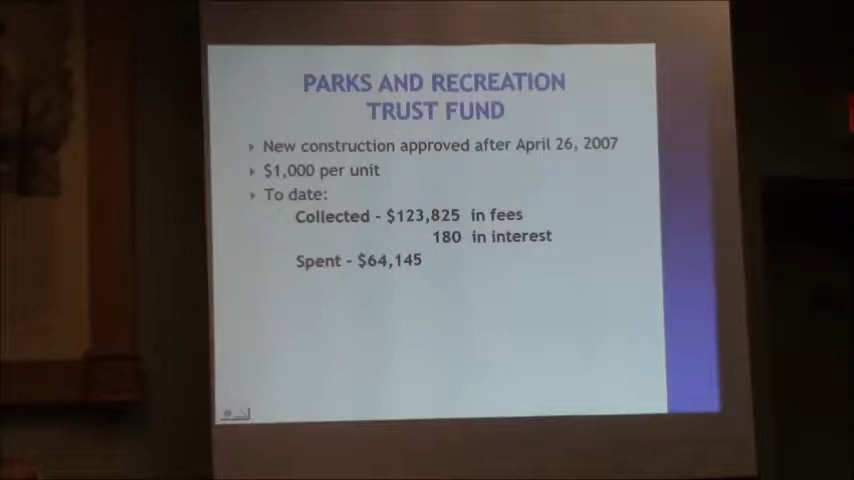 PARKS AND RECREATION
TRUST FUND
New construction approved after April 26, 2007
$1,000 per unit
To date:
Collected - $123,825 in fees
180 in interest
Spent - $64,145